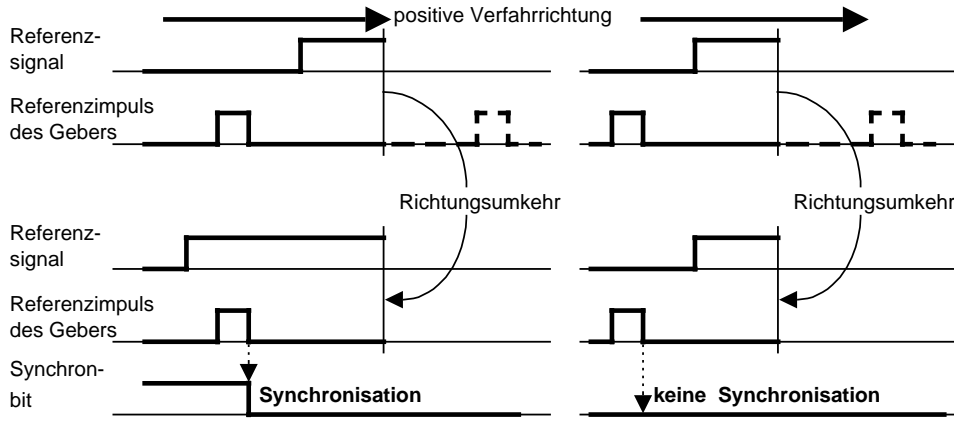 positive Verfahrrichtung
Referenz-
signal
Referenzimpuls
des Gebers
Richtungsumkehr
Richtungsumkehr
Referenz-
signal
Referenzimpuls
des Gebers
Synchron-
bit
Synchronisation
keine Synchronisation